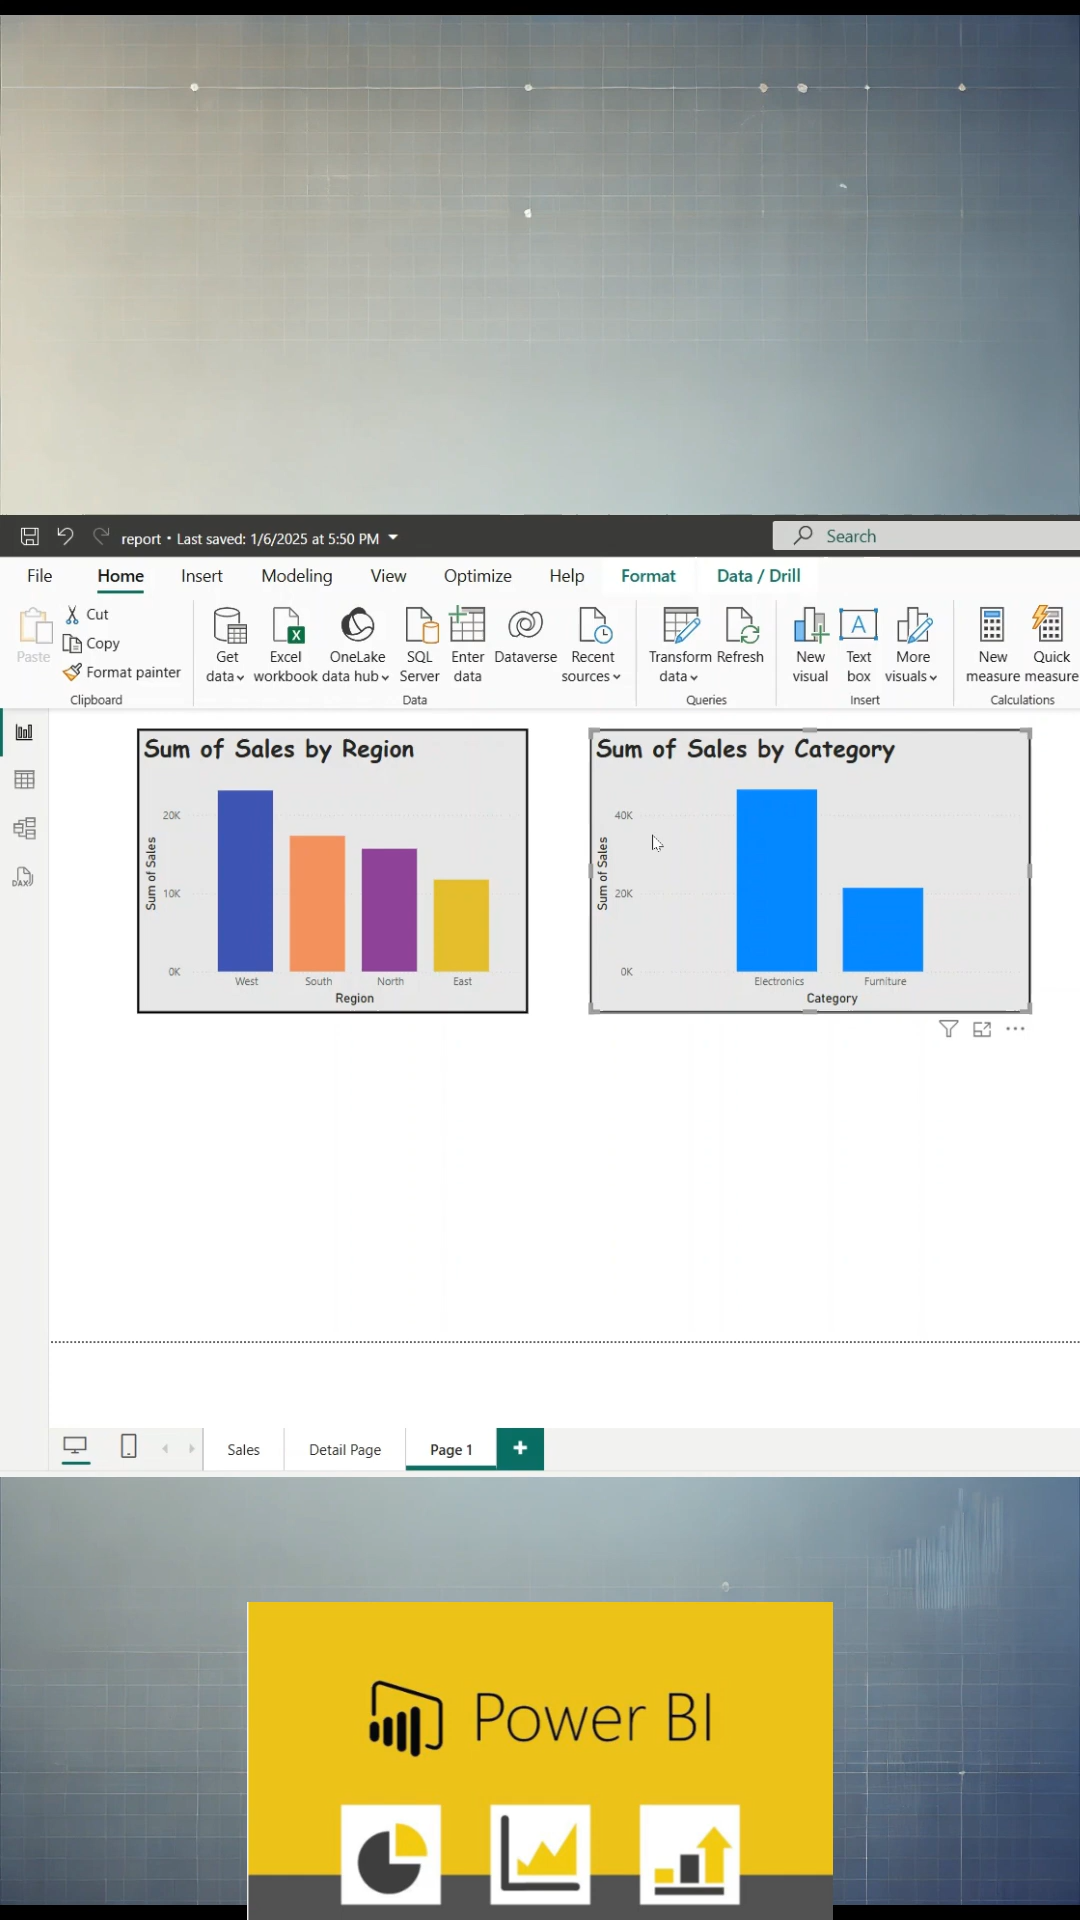 report • Last saved: 1/6/2025 at 5:50 PM
Search
File Home Insert Modeling View Optimize Help Format Data / Drill
Paste
Cut
Copy
Format painter
Clipboard
Get data
Excel workbook
OneLake data hub
SQL Server
Enter data
Dataverse
Recent sources
Data
Transform data
Refresh
Queries
New visual
Text box
More visuals
Insert
New measure
Quick measure
Calculations
DAX
Sum of Sales by Region
Sum of Sales
20K
10K
0K
West South North East
Region
Sum of Sales by Category
Sum of Sales
40K
20K
0K
Electronics Furniture
Category
Sales Detail Page Page 1 +
Power BI